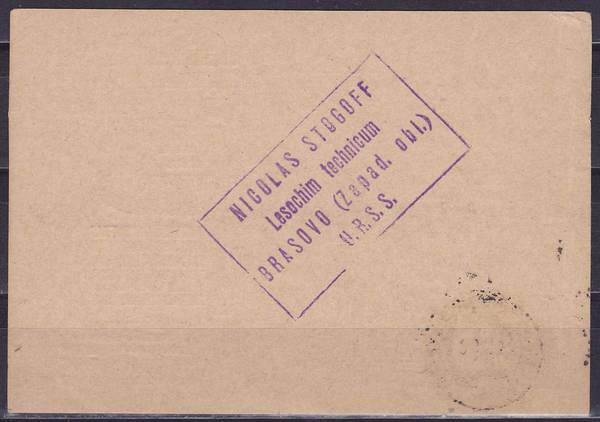 NICOLAS STOGOFF
Lesochim technicum
BRASOVO (Zapad. obl.)
U.R.S.S.